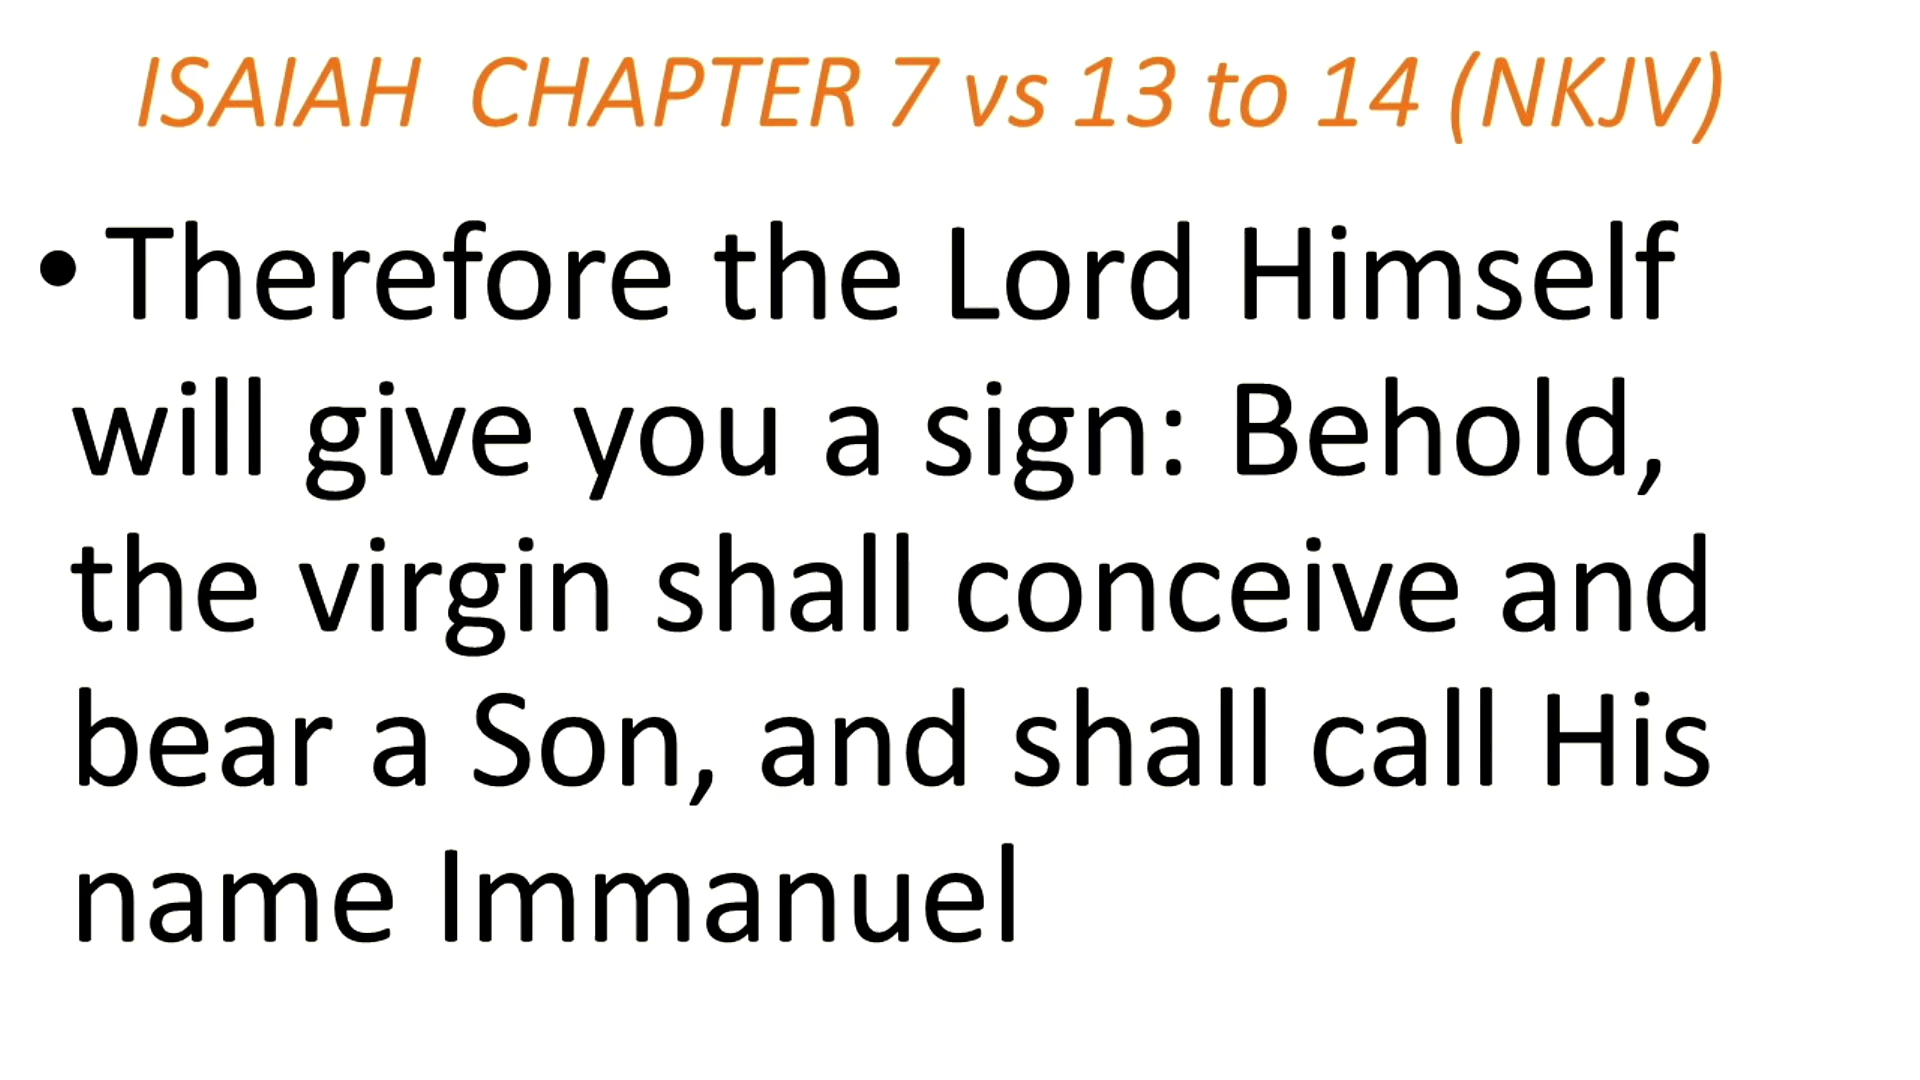 ISAIAH CHAPTER 7 vs 13 to 14 (NKJV)
• Therefore the Lord Himself
will give you a sign: Behold,
the virgin shall conceive and
bear a Son, and shall call His
name Immanuel